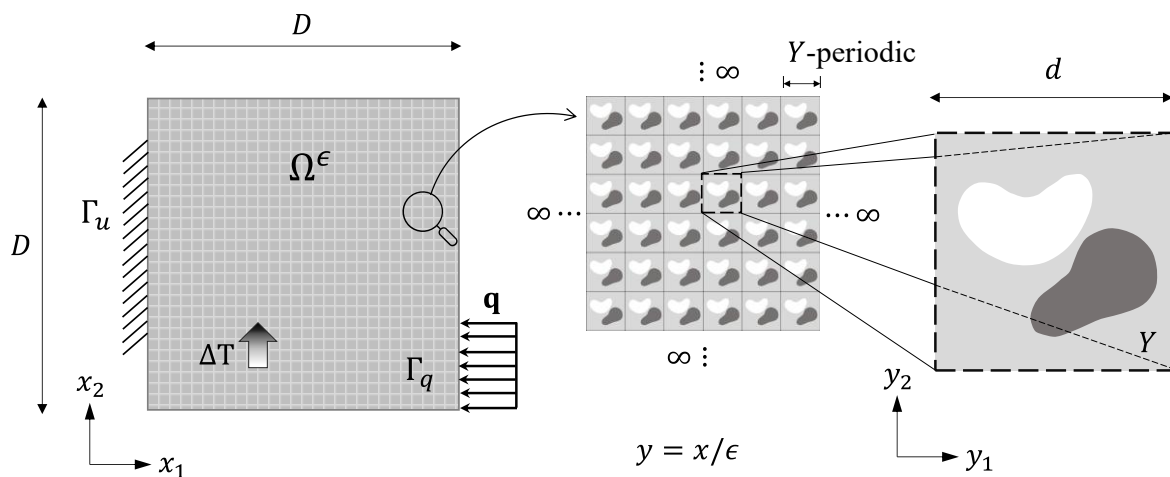 D
Y-periodic
⋮ ∞
d
Ω^ϵ
Γ_u
D
∞ ⋯
⋯ ∞
q
ΔT
Γ_q
∞ ⋮
Y
x_2
x_1
y = x/ϵ
y_2
y_1